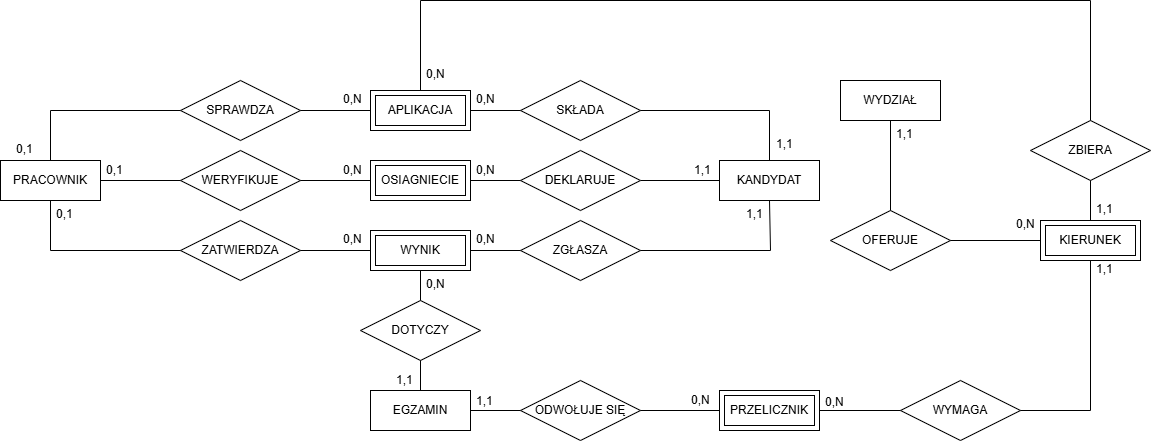 0,N
SPRAWDZA
0,N
APLIKACJA
0,N
SKŁADA
WYDZIAŁ
0,1
1,1
1,1
ZBIERA
PRACOWNIK
0,1
WERYFIKUJE
0,N
OSIAGNIECIE
0,N
DEKLARUJE
1,1
KANDYDAT
0,1
1,1
1,1
ZATWIERDZA
0,N
WYNIK
0,N
ZGŁASZA
OFERUJE
0,N
KIERUNEK
0,N
1,1
DOTYCZY
1,1
EGZAMIN
1,1
ODWOŁUJE SIĘ
0,N
PRZELICZNIK
0,N
WYMAGA